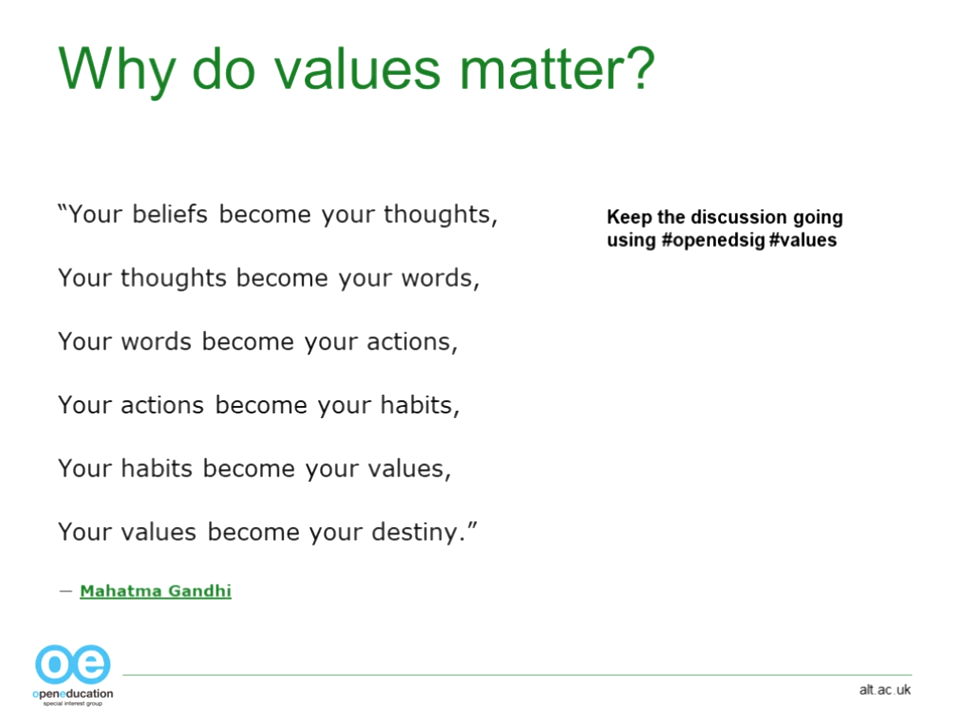 Why do values matter?
“Your beliefs become your thoughts,
Your thoughts become your words,
Your words become your actions,
Your actions become your habits,
Your habits become your values,
Your values become your destiny.”
— Mahatma Gandhi
Keep the discussion going
using #openedsig #values
oe
openeducation
special interest group
alt.ac.uk